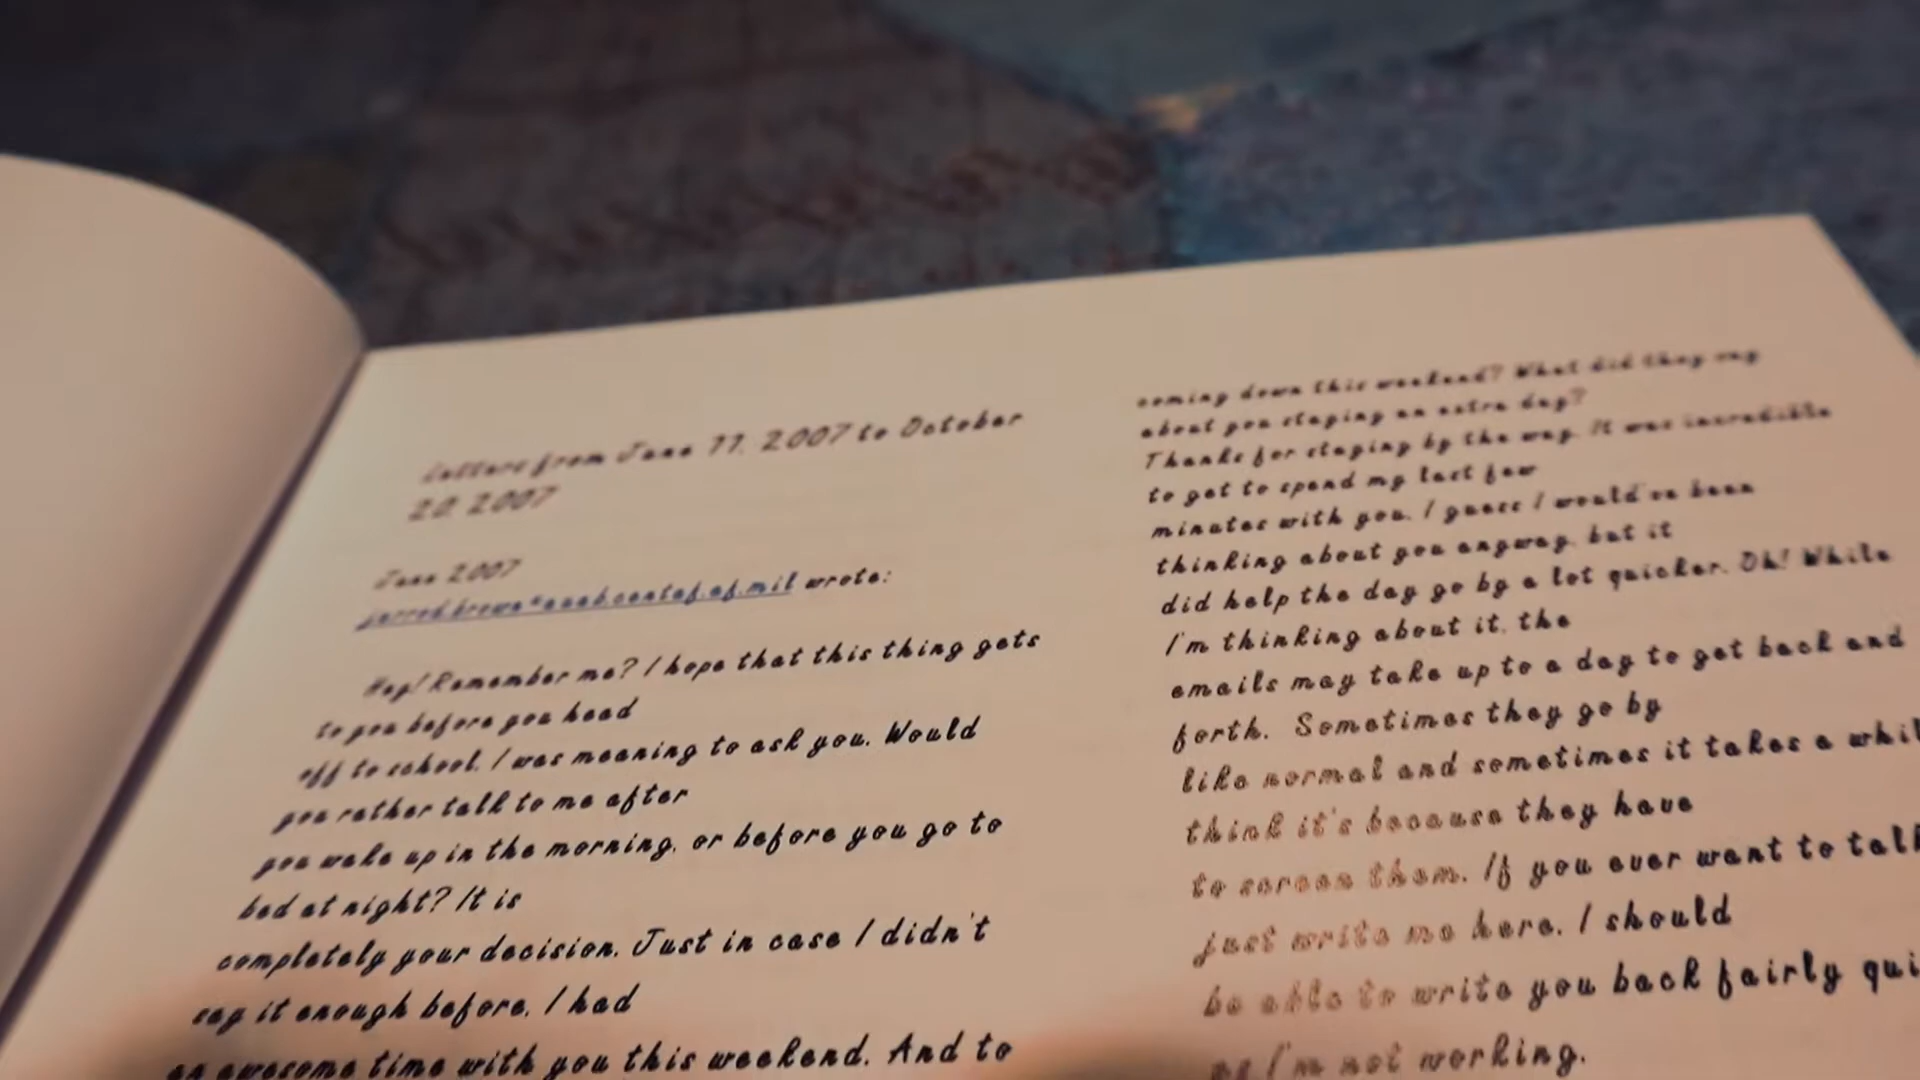 Letters from June 11, 2007 to October
20, 2007
June 2007
wrote:
Hey! Remember me? I hope that this thing gets
to you before you head
off to school. I was meaning to ask you. Would
you rather talk to me after
you wake up in the morning, or before you go to
bed at night? It is
completely your decision. Just in case I didn't
say it enough before, I had
an awesome time with you this weekend. And to
coming down this weekend? What did they say
about you staying an extra day?
Thanks for staying by the way. It was incredible
to get to spend my last few
minutes with you. I guess I would've been
thinking about you anyway, but it
did help the day go by a lot quicker. Oh! While
I'm thinking about it, the
emails may take up to a day to get back and
forth. Sometimes they go by
like normal and sometimes it takes a
think it's because they have
to screen them. If you ever want to
just write me here. I should
be able to write you back fairly
I'm not working.